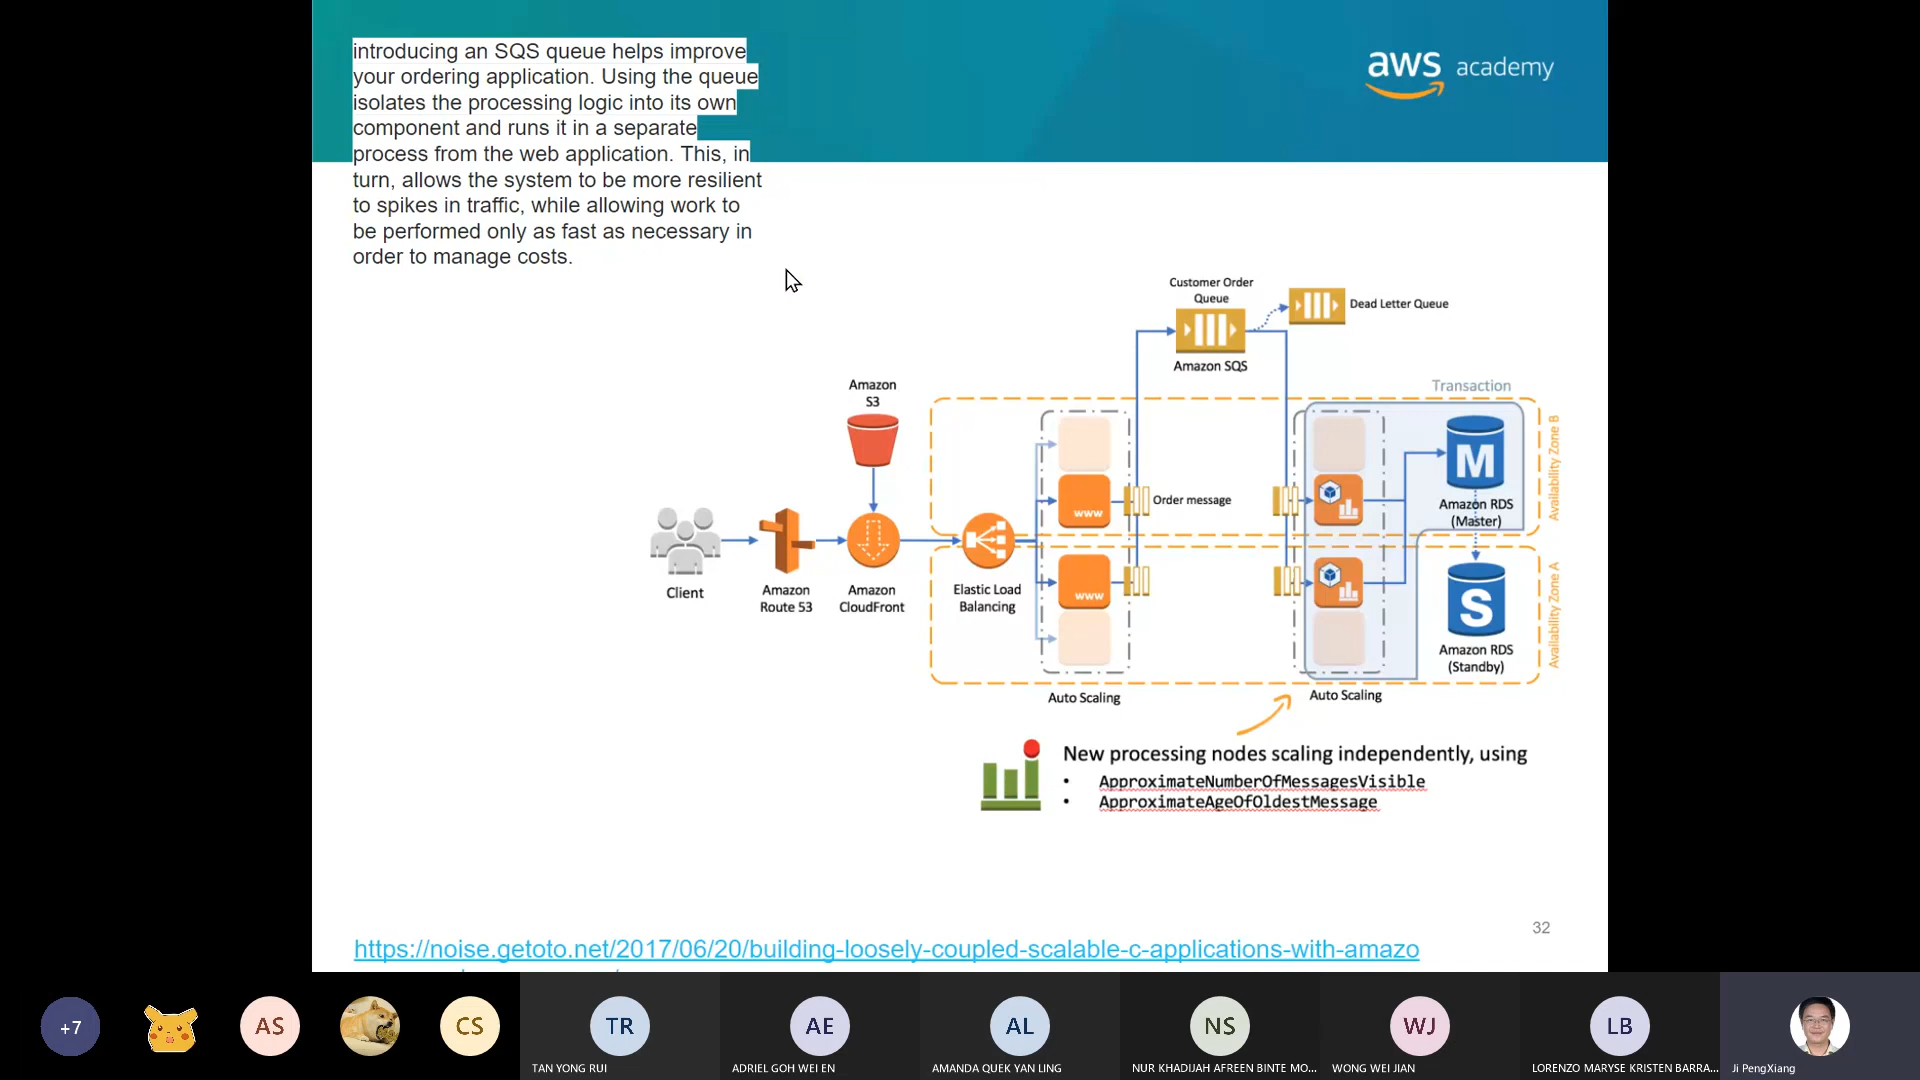 introducing an SQS queue helps improve
your ordering application. Using the queue
isolates the processing logic into its own
component and runs it in a separate
process from the web application. This, in
turn, allows the system to be more resilient
to spikes in traffic, while allowing work to
be performed only as fast as necessary in
order to manage costs.
aws academy
Customer Order
Queue
Dead Letter Queue
Amazon SQS
Amazon
S3
Transaction
Availability Zone B
M
www
Order message
Amazon RDS
(Master)
Client
Amazon
Route 53
Amazon
CloudFront
Elastic Load
Balancing
www
S
Amazon RDS
(Standby)
Availability Zone A
Auto Scaling
Auto Scaling
New processing nodes scaling independently, using
• ApproximateNumberOfMessagesVisible
• ApproximateAgeOfOldestMessage
32
https://noise.getoto.net/2017/06/20/building-loosely-coupled-scalable-c-applications-with-amazo
+7
AS
CS
TR
AE
AL
NS
WJ
LB
TAN YONG RUI
ADRIEL GOH WEI EN
AMANDA QUEK YAN LING
NUR KHADIJAH AFREEN BINTE MO...
WONG WEI JIAN
LORENZO MARYSE KRISTEN BARRA...
Ji PengXiang